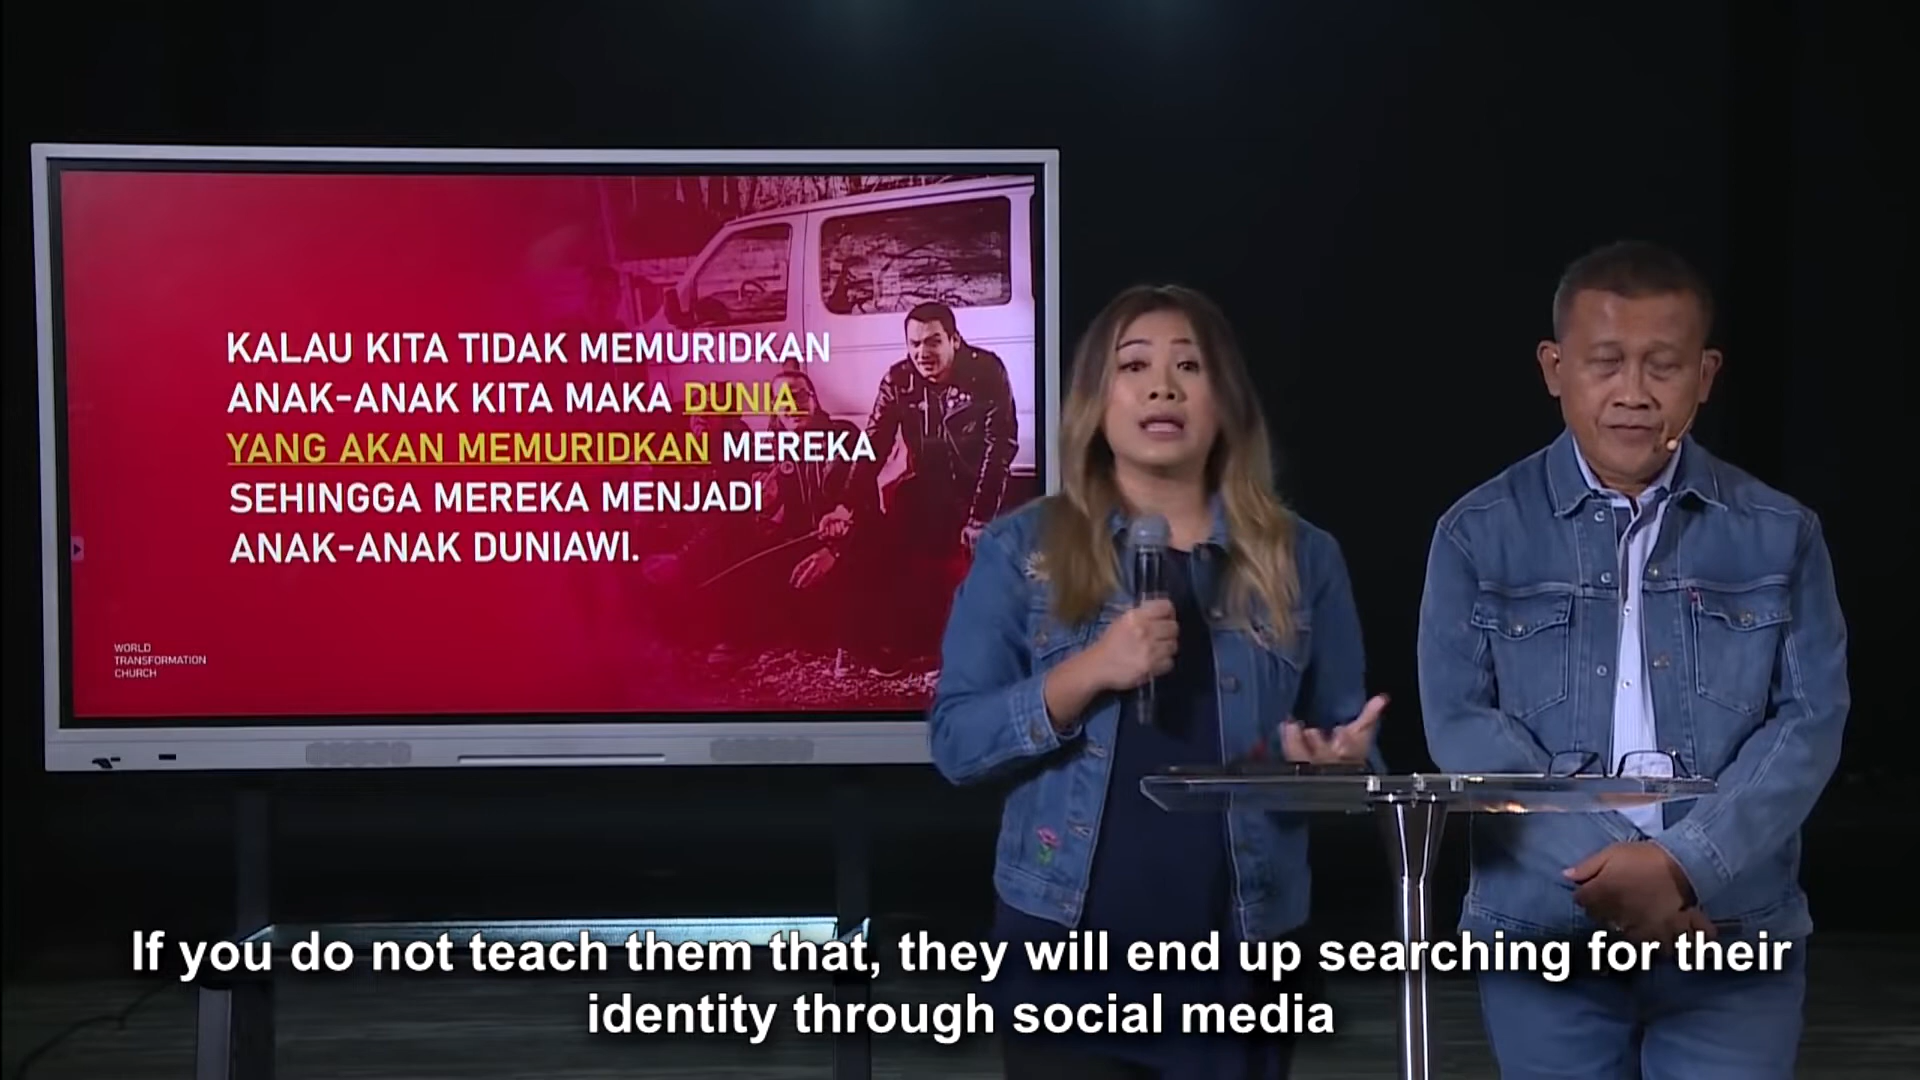 KALAU KITA TIDAK MEMURIDKAN
ANAK-ANAK KITA MAKA DUNIA
YANG AKAN MEMURIDKAN MEREKA
SEHINGGA MEREKA MENJADI
ANAK-ANAK DUNIAWI.
WORLD
TRANSFORMATION
CHURCH
If you do not teach them that, they will end up searching for their
identity through social media